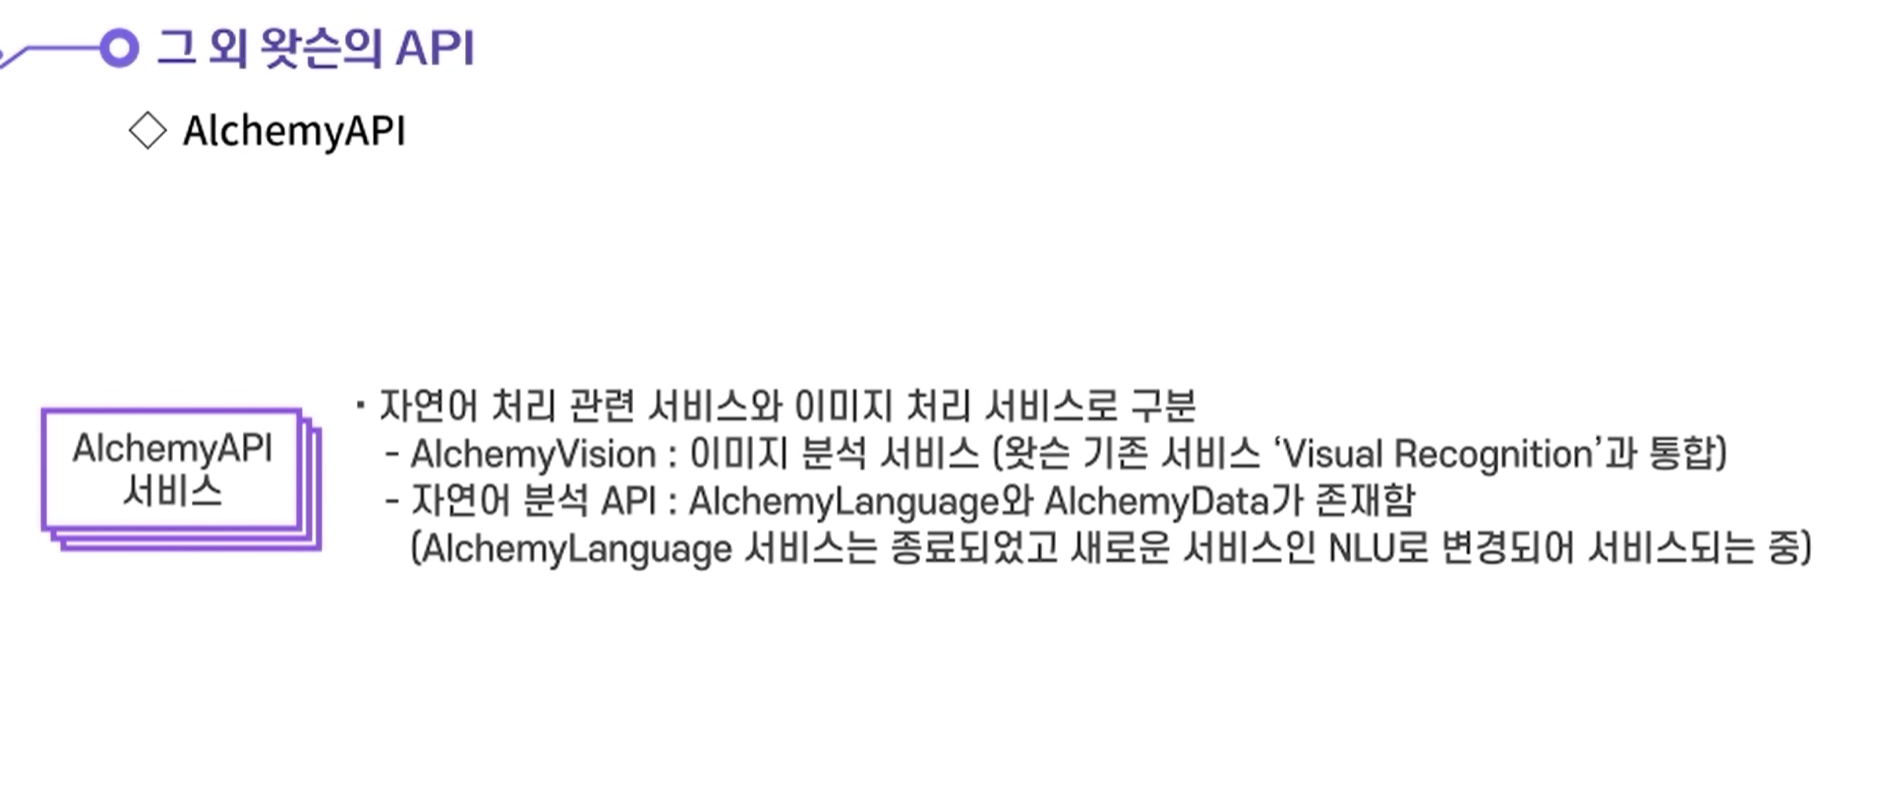 그 외 왓슨의 API
◇ AlchemyAPI
AlchemyAPI
서비스
· 자연어 처리 관련 서비스와 이미지 처리 서비스로 구분
- AlchemyVision : 이미지 분석 서비스 (왓슨 기존 서비스 ‘Visual Recognition’과 통합)
- 자연어 분석 API : AlchemyLanguage와 AlchemyData가 존재함
(AlchemyLanguage 서비스는 종료되었고 새로운 서비스인 NLU로 변경되어 서비스되는 중)